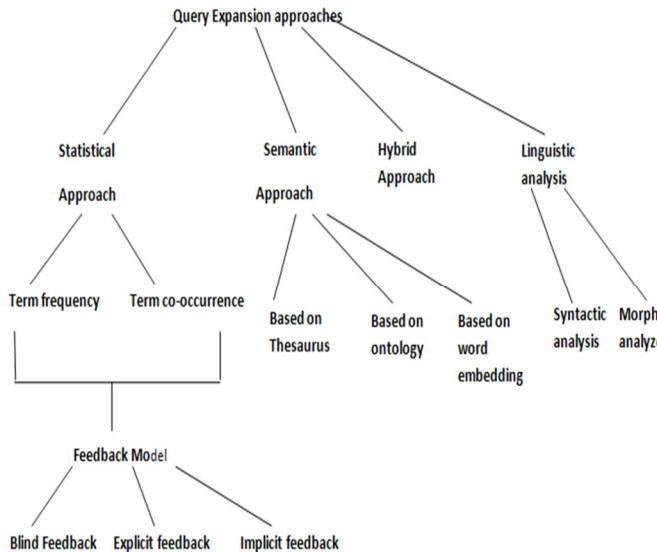 Query Expansion approaches
Statistical
Approach
Semantic
Approach
Hybrid
Approach
Linguistic
analysis
Term frequency
Term co-occurrence
Based on
Thesaurus
Based on
ontology
Based on
word
embedding
Syntactic
analysis
Feedback Model
Blind Feedback
Explicit feedback
Implicit feedback